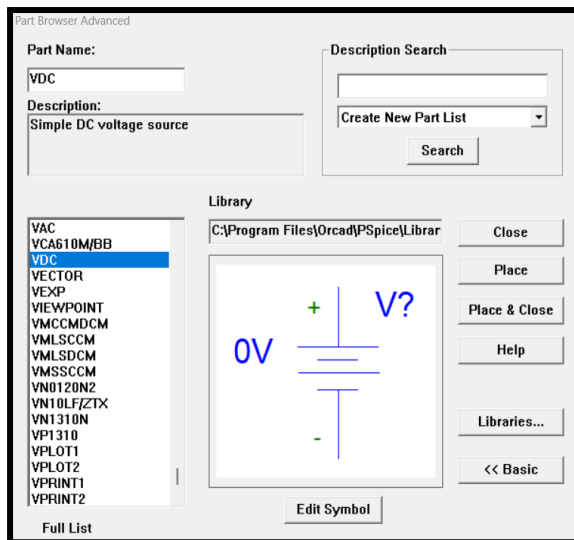 Part Browser Advanced
Part Name:
VDC
Description:
Simple DC voltage source
Description Search
Create New Part List
Search
Library
C:\Program Files\Orcad\PSpice\Librar
VAC
VCA610M/BB
VDC
VECTOR
VEXP
VIEWPOINT
VMCCMDCM
VMLSCCM
VMLSDCM
VMSSCCM
VN0120N2
VN10LF/ZTX
VN1310N
VP1310
VPLOT1
VPLOT2
VPRINT1
VPRINT2
Full List
+
V?
0V
-
Edit Symbol
Close
Place
Place & Close
Help
Libraries...
<< Basic